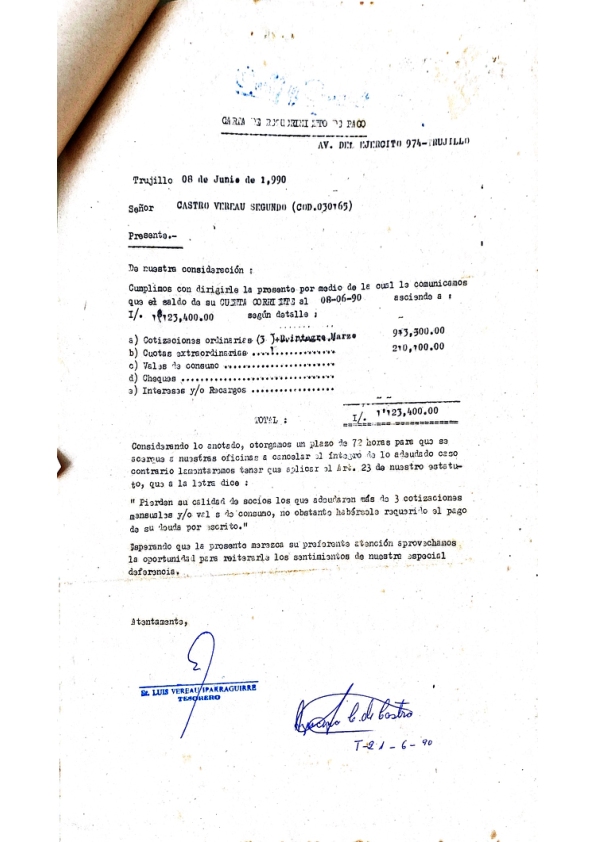 CARTA DE REQUERIMIENTO DE PAGO
AV. DEL EJERCITO 974-TRUJILLO
Trujillo 08 de Junio de 1,990
Señor CASTRO VEREAU SEGUNDO (COD.030165)
Presente.-
De nuestra consideración :
Cumplimos con dirigirle la presente por medio de la cual le comunicamos
que el saldo de su CUENTA CORRIENTE al 08-06-90 asciende a :
I/. 1'123,400.00 según detalle :
a) Cotizaciones ordinarias (3 )+ Marzo 913,300.00
b) Cuotas extraordinarias ....1............... 210,100.00
c) Vales de consumo ......................
d) Cheques ..............................
e) Intereses y/o Recargos .................
TOTAL : I/. 1'123,400.00
Considerando lo anotado, otorgamos un plazo de 72 horas para que se
acerque a nuestras oficinas a cancelar el íntegro de lo adeudado caso
contrario lamentaremos tener que aplicar el Art. 23 de nuestro estatu-
to, que a la letra dice :
" Pierden su calidad de socios los que adeudaren más de 3 cotizaciones
mensuales y/o val s de consumo, no obstante habérsele requerido el pago
de su deuda por escrito."
Esperando que la presente merezca su preferente atención aprovechamos
la oportunidad para reiterarle los sentimientos de nuestra especial
deferencia.
Atentamente,
Sr. LUIS VEREAU IPARRAGUIRRE
TESORERO
C. de Castro
T-21-6-90